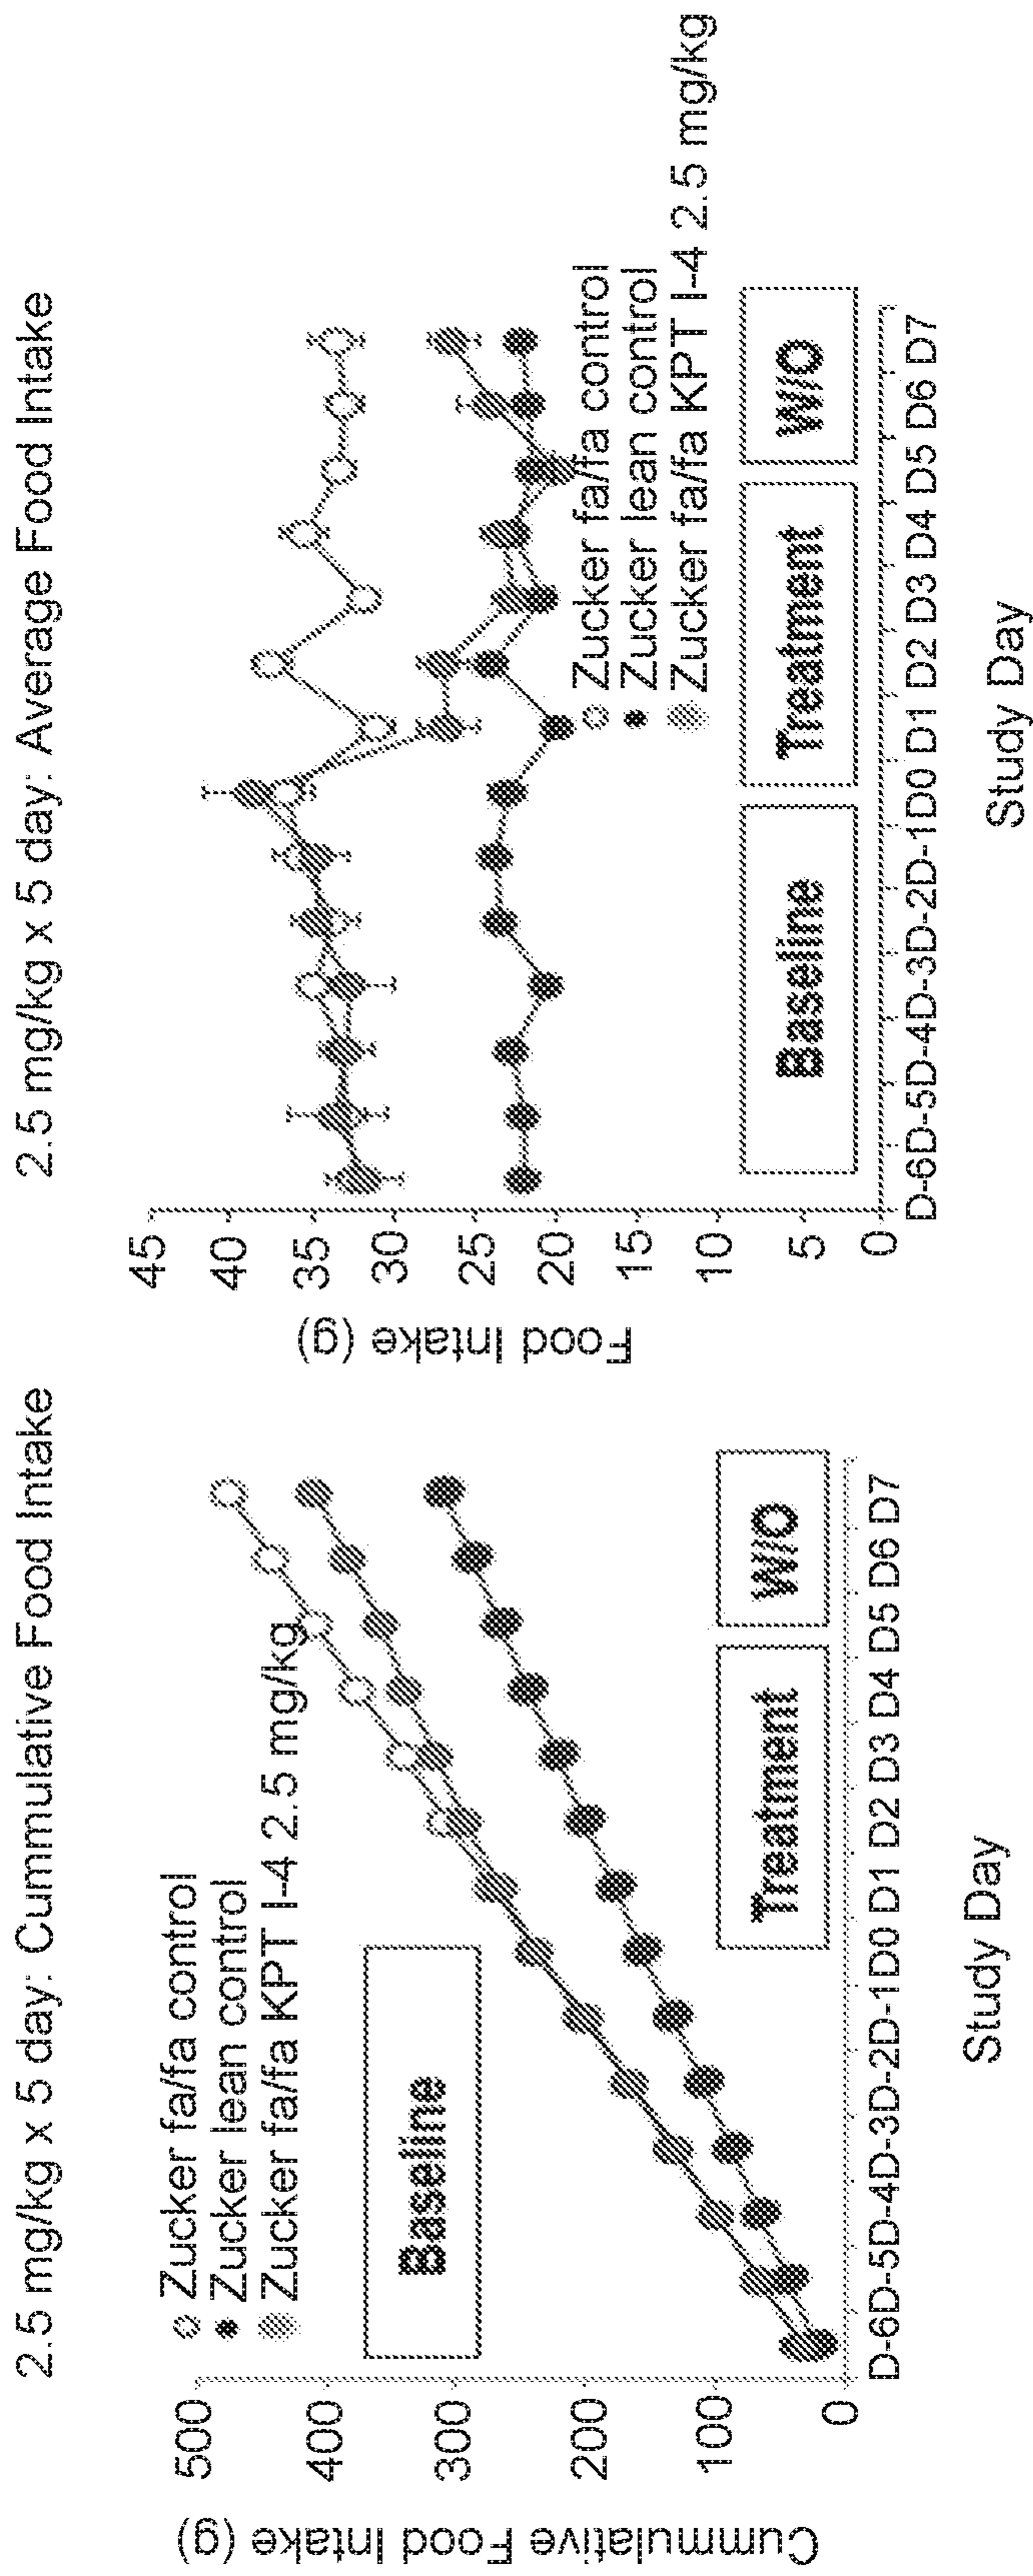 2.5 mg/kg x 5 day: Cummulative Food Intake
Cummulative Food Intake (g)
500
400
300
200
100
0
Zucker fa/fa control
Zucker lean control
Zucker fa/fa KPT I-4 2.5 mg/kg
Baseline
Treatment
W/O
D-6D-5D-4D-3D-2D-1D0 D1 D2 D3 D4 D5 D6 D7
Study Day
2.5 mg/kg x 5 day: Average Food Intake
Food Intake (g)
45
40
35
30
25
20
15
10
5
0
Zucker fa/fa control
Zucker lean control
Zucker fa/fa KPT I-4 2.5 mg/kg
Baseline
Treatment
W/O
D-6D-5D-4D-3D-2D-1D0 D1 D2 D3 D4 D5 D6 D7
Study Day